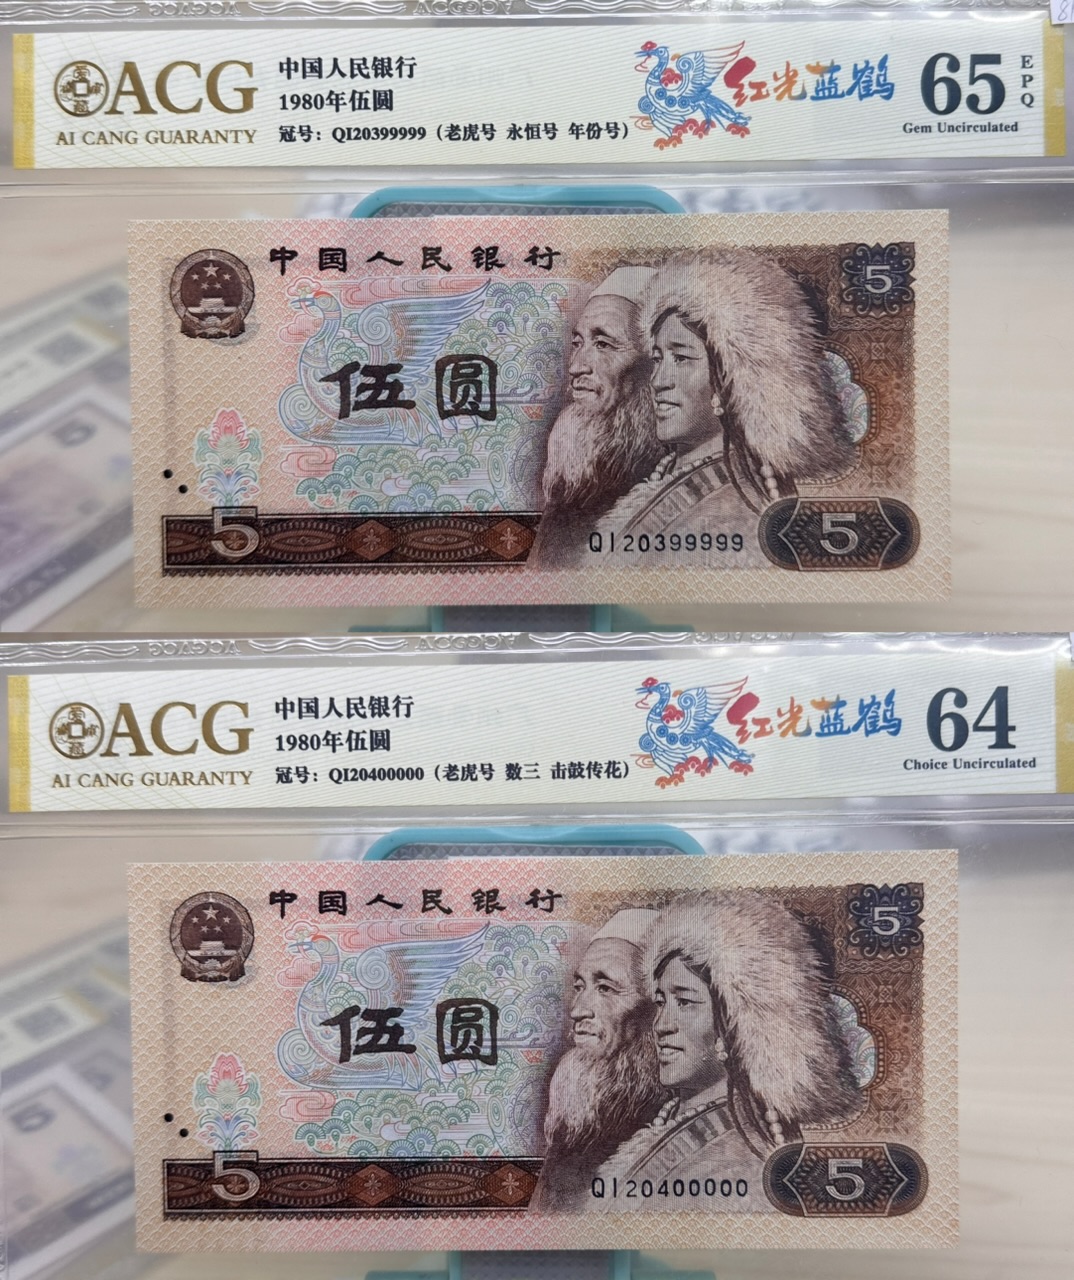 ACG
AI CANG GUARANTY
中国人民银行
1980年伍圆
冠号：QI20399999（老虎号 永恒号 年份号）
红光蓝鹤
65
EPQ
Gem Uncirculated
中国人民银行
5
伍圆
5
QI20399999
5
ACG
AI CANG GUARANTY
中国人民银行
1980年伍圆
冠号：QI20400000（老虎号 数三 击鼓传花）
红光蓝鹤
64
Choice Uncirculated
中国人民银行
5
伍圆
5
QI20400000
5